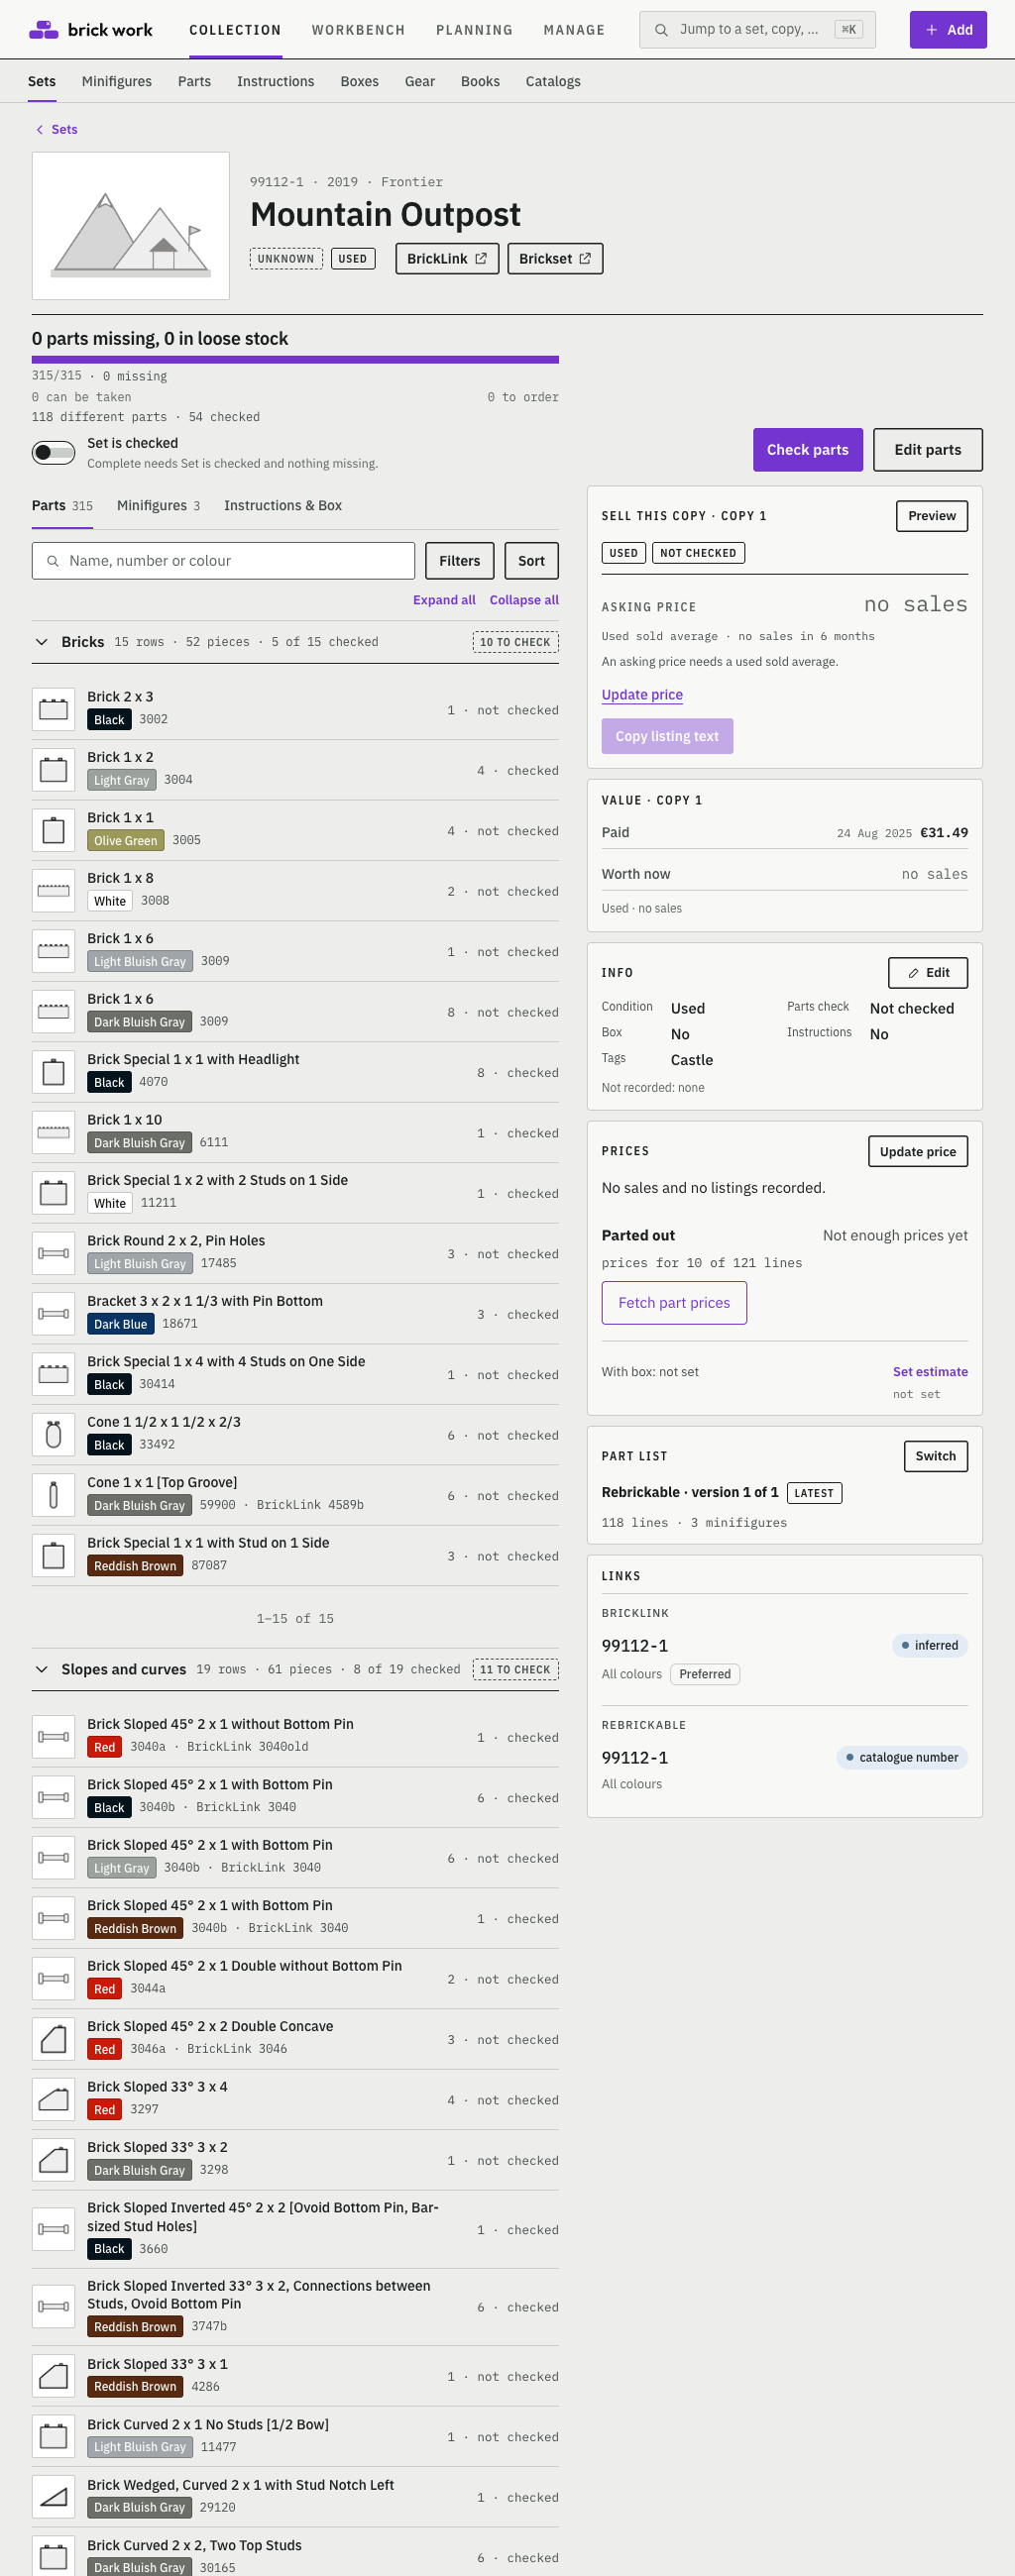 brick work
COLLECTION
WORKBENCH
PLANNING
MANAGE
Jump to a set, copy, ...
⌘K
+ Add
Sets
Minifigures
Parts
Instructions
Boxes
Gear
Books
Catalogs
Sets
99112-1 · 2019 · Frontier
Mountain Outpost
UNKNOWN
USED
BrickLink
Brickset
0 parts missing, 0 in loose stock
315/315 · 0 missing
0 can be taken
0 to order
118 different parts · 54 checked
Set is checked
Complete needs Set is checked and nothing missing.
Check parts
Edit parts
Parts 315
Minifigures 3
Instructions & Box
Name, number or colour
Filters
Sort
Expand all
Collapse all
Bricks 15 rows · 52 pieces · 5 of 15 checked
10 TO CHECK
Brick 2 x 3
Black 3002
1 · not checked
Brick 1 x 2
Light Gray 3004
4 · checked
Brick 1 x 1
Olive Green 3005
4 · not checked
Brick 1 x 8
White 3008
2 · not checked
Brick 1 x 6
Light Bluish Gray 3009
1 · not checked
Brick 1 x 6
Dark Bluish Gray 3009
8 · not checked
Brick Special 1 x 1 with Headlight
Black 4070
8 · checked
Brick 1 x 10
Dark Bluish Gray 6111
1 · checked
Brick Special 1 x 2 with 2 Studs on 1 Side
White 11211
1 · checked
Brick Round 2 x 2, Pin Holes
Light Bluish Gray 17485
3 · not checked
Bracket 3 x 2 x 1 1/3 with Pin Bottom
Dark Blue 18671
3 · checked
Brick Special 1 x 4 with 4 Studs on One Side
Black 30414
1 · not checked
Cone 1 1/2 x 1 1/2 x 2/3
Black 33492
6 · not checked
Cone 1 x 1 [Top Groove]
Dark Bluish Gray 59900 · BrickLink 4589b
6 · not checked
Brick Special 1 x 1 with Stud on 1 Side
Reddish Brown 87087
3 · not checked
1–15 of 15
Slopes and curves 19 rows · 61 pieces · 8 of 19 checked
11 TO CHECK
Brick Sloped 45° 2 x 1 without Bottom Pin
Red 3040a · BrickLink 3040old
1 · checked
Brick Sloped 45° 2 x 1 with Bottom Pin
Black 3040b · BrickLink 3040
6 · checked
Brick Sloped 45° 2 x 1 with Bottom Pin
Light Gray 3040b · BrickLink 3040
6 · not checked
Brick Sloped 45° 2 x 1 with Bottom Pin
Reddish Brown 3040b · BrickLink 3040
1 · checked
Brick Sloped 45° 2 x 1 Double without Bottom Pin
Red 3044a
2 · not checked
Brick Sloped 45° 2 x 2 Double Concave
Red 3046a · BrickLink 3046
3 · not checked
Brick Sloped 33° 3 x 4
Red 3297
4 · not checked
Brick Sloped 33° 3 x 2
Dark Bluish Gray 3298
1 · not checked
Brick Sloped Inverted 45° 2 x 2 [Ovoid Bottom Pin, Bar-
sized Stud Holes]
Black 3660
1 · checked
Brick Sloped Inverted 33° 3 x 2, Connections between
Studs, Ovoid Bottom Pin
Reddish Brown 3747b
6 · checked
Brick Sloped 33° 3 x 1
Reddish Brown 4286
1 · not checked
Brick Curved 2 x 1 No Studs [1/2 Bow]
Light Bluish Gray 11477
1 · not checked
Brick Wedged, Curved 2 x 1 with Stud Notch Left
Dark Bluish Gray 29120
1 · checked
Brick Curved 2 x 2, Two Top Studs
Dark Bluish Gray 30165
6 · checked
SELL THIS COPY · COPY 1
Preview
USED
NOT CHECKED
ASKING PRICE
no sales
Used sold average · no sales in 6 months
An asking price needs a used sold average.
Update price
Copy listing text
VALUE · COPY 1
Paid
24 Aug 2025 €31.49
Worth now
no sales
Used · no sales
INFO
Edit
Condition Used
Parts check Not checked
Box No
Instructions No
Tags Castle
Not recorded: none
PRICES
Update price
No sales and no listings recorded.
Parted out
Not enough prices yet
prices for 10 of 121 lines
Fetch part prices
With box: not set
Set estimate
not set
PART LIST
Switch
Rebrickable · version 1 of 1
LATEST
118 lines · 3 minifigures
LINKS
BRICKLINK
99112-1
inferred
All colours
Preferred
REBRICKABLE
99112-1
catalogue number
All colours